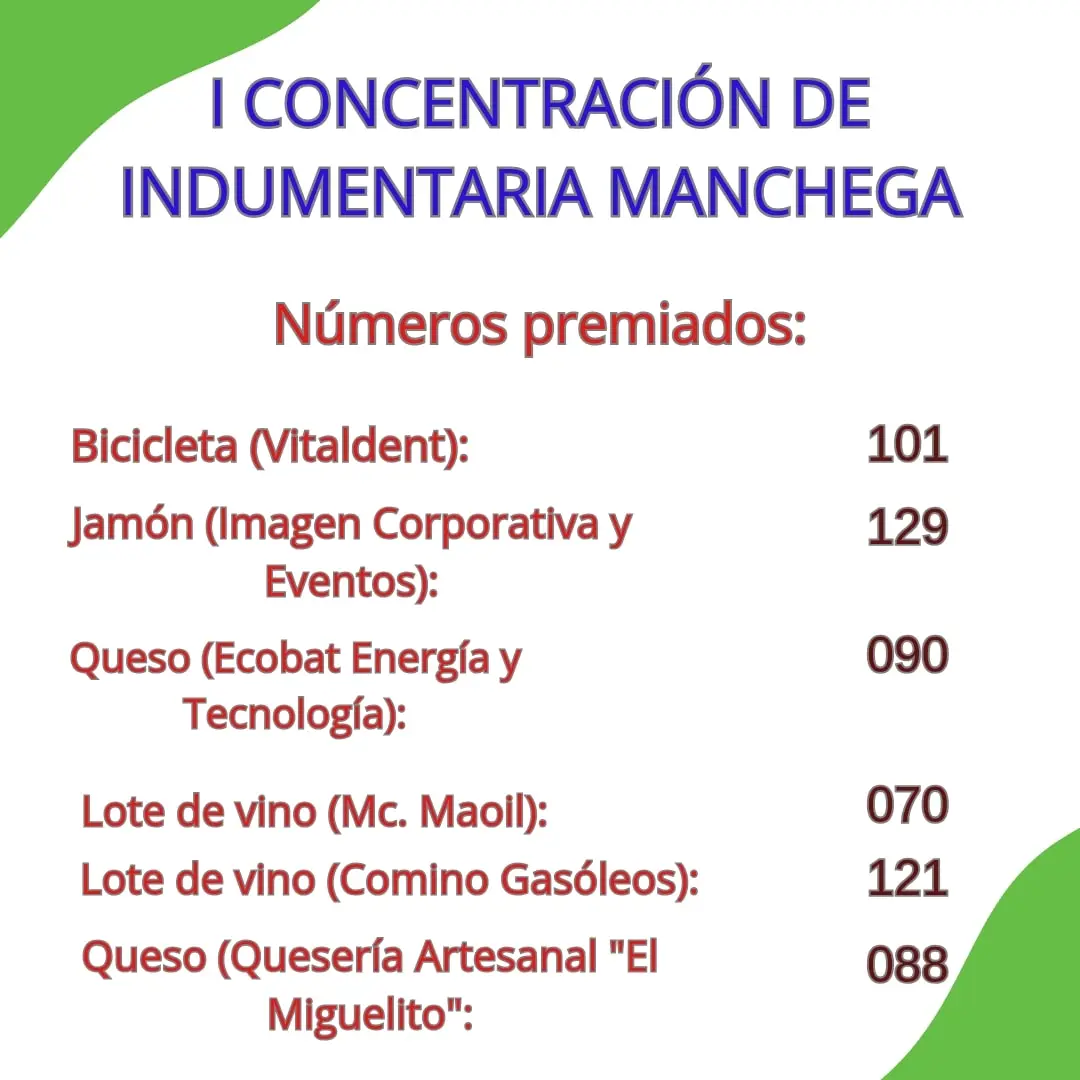 I CONCENTRACIÓN DE
INDUMENTARIA MANCHEGA
Números premiados:
Bicicleta (Vitaldent): 101
Jamón (Imagen Corporativa y 129
Eventos):
Queso (Ecobat Energía y 090
Tecnología):
Lote de vino (Mc. Maoil): 070
Lote de vino (Comino Gasóleos): 121
Queso (Quesería Artesanal "El 088
Miguelito":